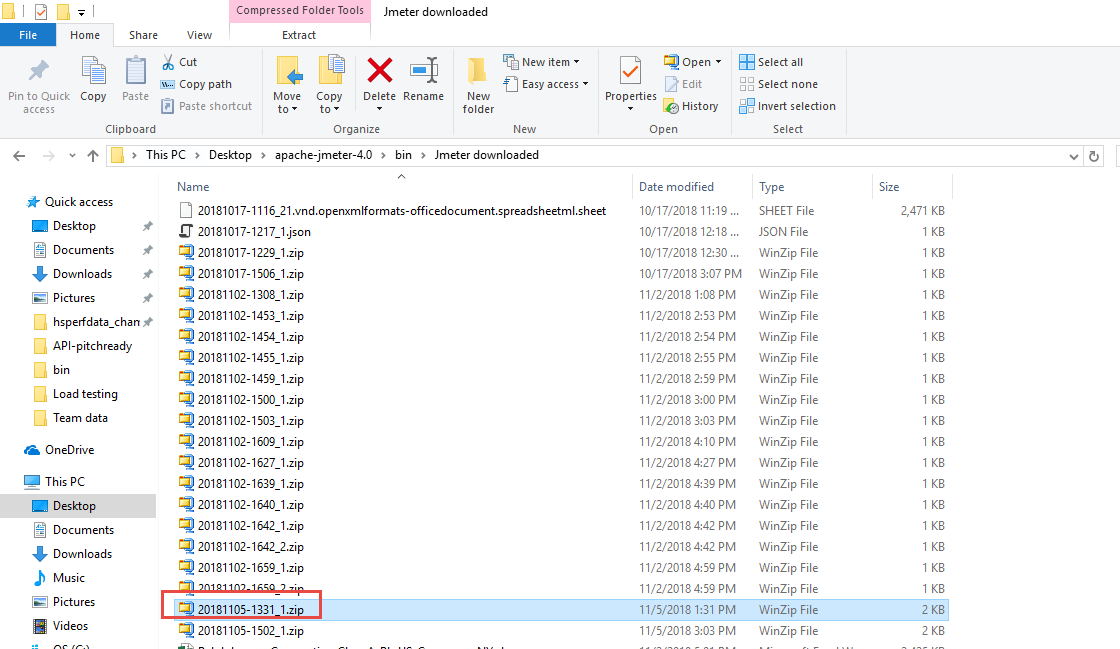 Compressed Folder Tools
Jmeter downloaded
File
Home
Share
View
Extract
Pin to Quick access
Copy
Paste
Cut
Copy path
Paste shortcut
Clipboard
Move to
Copy to
Delete
Rename
Organize
New folder
New item
Easy access
New
Properties
Open
Edit
History
Open
Select all
Select none
Invert selection
Select
This PC > Desktop > apache-jmeter-4.0 > bin > Jmeter downloaded
Quick access
Desktop
Documents
Downloads
Pictures
hsperfdata_chan
API-pitchready
bin
Load testing
Team data
OneDrive
This PC
Desktop
Documents
Downloads
Music
Pictures
Videos
OS (C:)
Name Date modified Type Size
20181017-1116_21.vnd.openxmlformats-officedocument.spreadsheetml.sheet 10/17/2018 11:19 ... SHEET File 2,471 KB
20181017-1217_1.json 10/17/2018 12:18 ... JSON File 1 KB
20181017-1229_1.zip 10/17/2018 12:30 ... WinZip File 1 KB
20181017-1506_1.zip 10/17/2018 3:07 PM WinZip File 1 KB
20181102-1308_1.zip 11/2/2018 1:08 PM WinZip File 1 KB
20181102-1453_1.zip 11/2/2018 2:53 PM WinZip File 1 KB
20181102-1454_1.zip 11/2/2018 2:54 PM WinZip File 1 KB
20181102-1455_1.zip 11/2/2018 2:55 PM WinZip File 1 KB
20181102-1459_1.zip 11/2/2018 2:59 PM WinZip File 1 KB
20181102-1500_1.zip 11/2/2018 3:00 PM WinZip File 1 KB
20181102-1503_1.zip 11/2/2018 3:03 PM WinZip File 1 KB
20181102-1609_1.zip 11/2/2018 4:10 PM WinZip File 1 KB
20181102-1627_1.zip 11/2/2018 4:27 PM WinZip File 1 KB
20181102-1639_1.zip 11/2/2018 4:39 PM WinZip File 1 KB
20181102-1640_1.zip 11/2/2018 4:40 PM WinZip File 1 KB
20181102-1642_1.zip 11/2/2018 4:42 PM WinZip File 1 KB
20181102-1642_2.zip 11/2/2018 4:42 PM WinZip File 1 KB
20181102-1659_1.zip 11/2/2018 4:59 PM WinZip File 1 KB
20181102-1659_2.zip 11/2/2018 4:59 PM WinZip File 1 KB
20181105-1331_1.zip 11/5/2018 1:31 PM WinZip File 2 KB
20181105-1502_1.zip 11/5/2018 3:03 PM WinZip File 1 KB